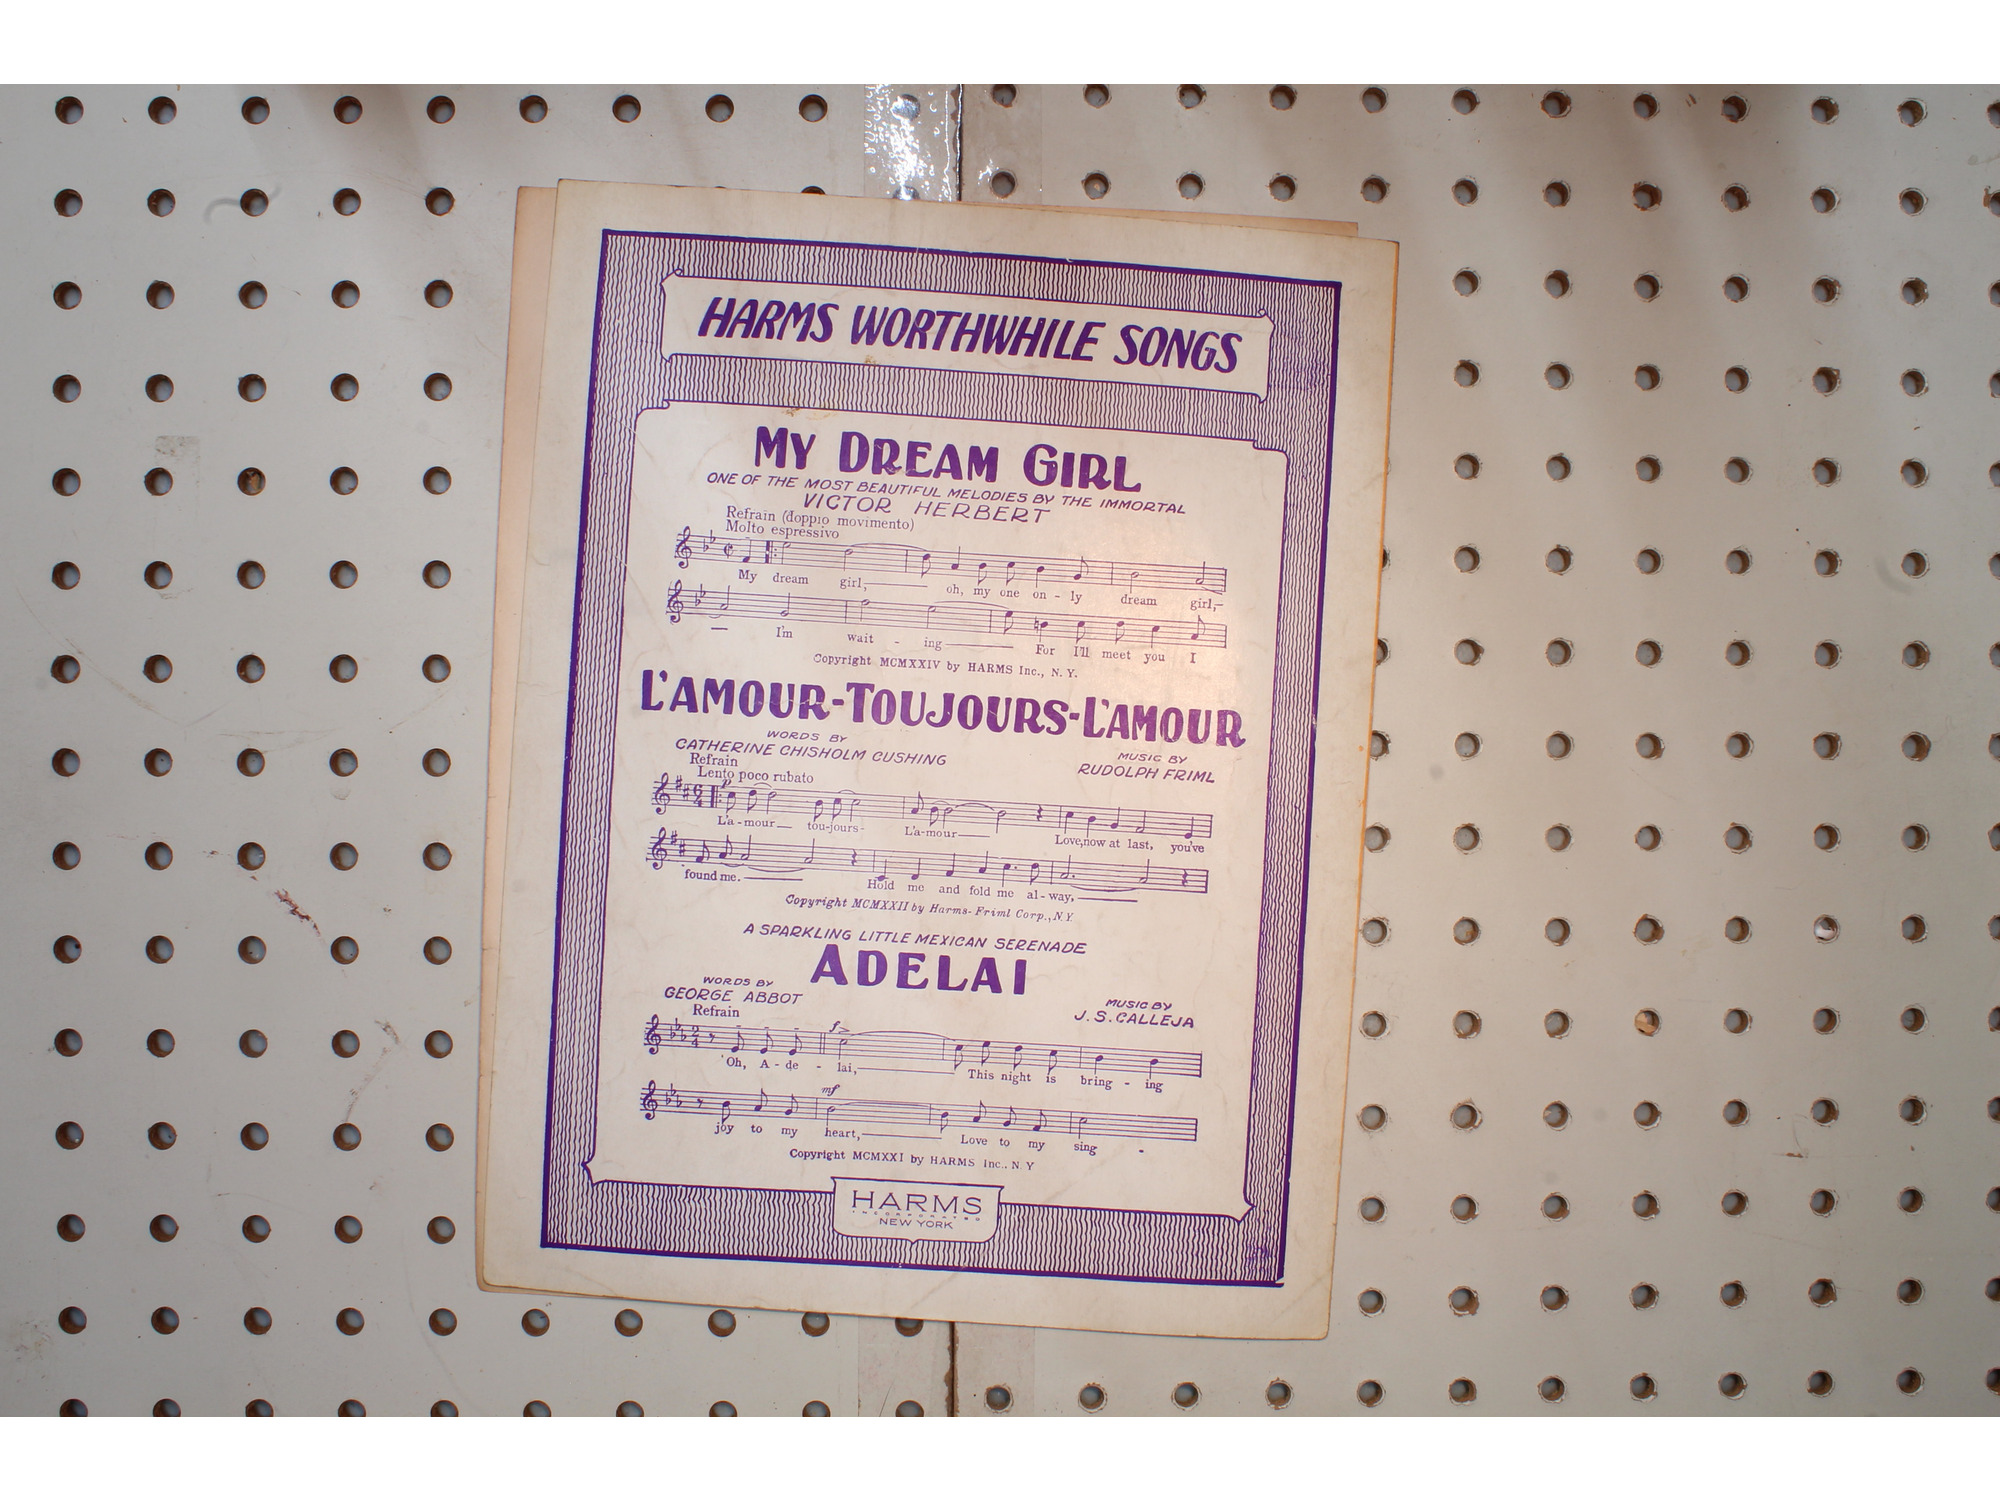 HARMS WORTHWHILE SONGS
MY DREAM GIRL
ONE OF THE MOST BEAUTIFUL MELODIES BY THE IMMORTAL
VICTOR HERBERT
Refrain (doppio movimento)
Molto espressivo
My dream girl, oh, my one on - ly dream girl,
I'm wait - ing For I'll meet you I
Copyright MCMXXIV by HARMS Inc., N. Y.
L'AMOUR-TOUJOURS-L'AMOUR
WORDS BY
CATHERINE CHISHOLM CUSHING
MUSIC BY
RUDOLPH FRIML
Refrain
Lento poco rubato
p
L'a-mour toujours- L'a-mour Love, now at last, you've
found me. Hold me and fold me al-way,
Copyright MCMXXII by Harms-Friml Corp., N.Y.
A SPARKLING LITTLE MEXICAN SERENADE
ADELAI
WORDS BY
GEORGE ABBOT
MUSIC BY
J. S. CALLEJA
Refrain
f
Oh, A - de - lai, This night is bring - ing
mf
joy to my heart, Love to my sing
Copyright MCMXXI by HARMS Inc., N. Y
HARMS
INCORPORATED
NEW YORK